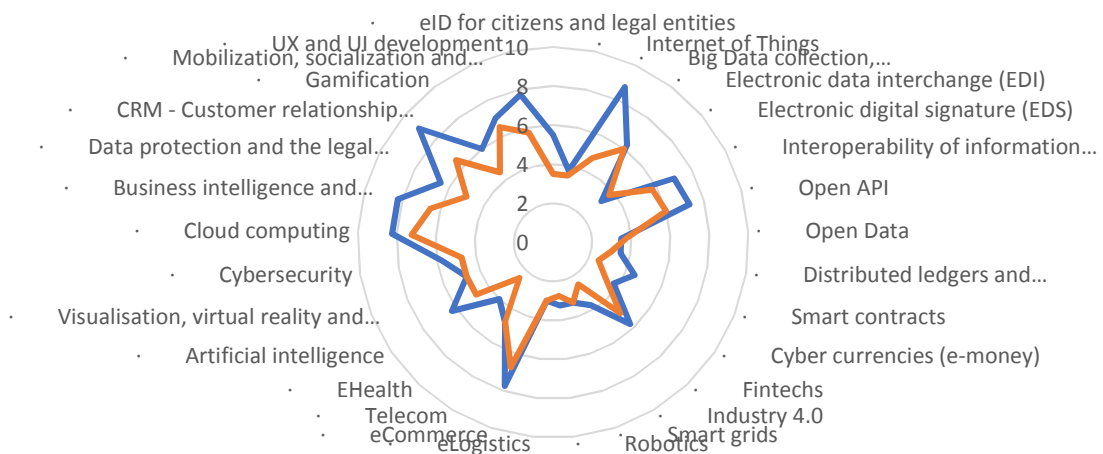 · eID for citizens and legal entities
· UX and UI development
· Internet of Things
· Mobilization, socialization and...
· Big Data collection,...
· Gamification
· Electronic data interchange (EDI)
· CRM - Customer relationship...
· Electronic digital signature (EDS)
· Data protection and the legal...
· Interoperability of information...
· Business intelligence and...
· Open API
· Cloud computing
· Open Data
· Cybersecurity
· Distributed ledgers and...
· Visualisation, virtual reality and...
· Smart contracts
· Artificial intelligence
· Cyber currencies (e-money)
· EHealth
· Fintechs
· Telecom
· Industry 4.0
· eCommerce
· Smart grids
· eLogistics
· Robotics
10
8
6
4
2
0